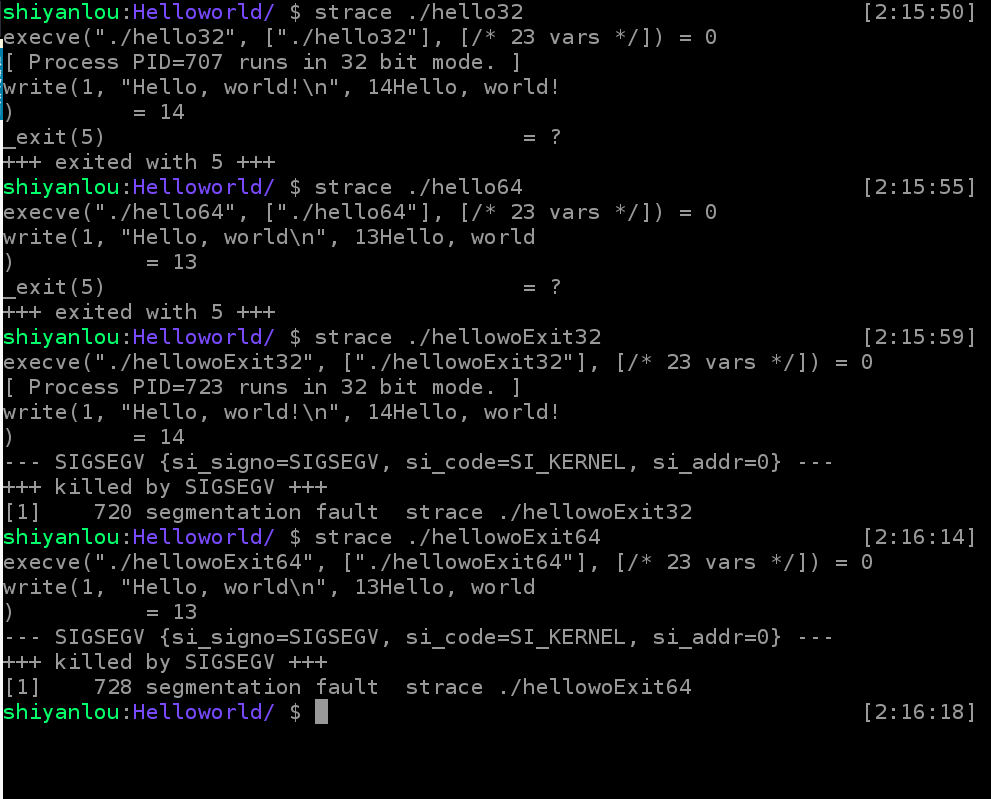 shiyanlou:Helloworld/ $ strace ./hello32 [2:15:50]
execve("./hello32", ["./hello32"], [/* 23 vars */]) = 0
[ Process PID=707 runs in 32 bit mode. ]
write(1, "Hello, world!\n", 14Hello, world!
)          = 14
_exit(5)                                = ?
+++ exited with 5 +++
shiyanlou:Helloworld/ $ strace ./hello64 [2:15:55]
execve("./hello64", ["./hello64"], [/* 23 vars */]) = 0
write(1, "Hello, world\n", 13Hello, world
)           = 13
_exit(5)                                = ?
+++ exited with 5 +++
shiyanlou:Helloworld/ $ strace ./hellowoExit32 [2:15:59]
execve("./hellowoExit32", ["./hellowoExit32"], [/* 23 vars */]) = 0
[ Process PID=723 runs in 32 bit mode. ]
write(1, "Hello, world!\n", 14Hello, world!
)          = 14
--- SIGSEGV {si_signo=SIGSEGV, si_code=SI_KERNEL, si_addr=0} ---
+++ killed by SIGSEGV +++
[1]    720 segmentation fault  strace ./hellowoExit32
shiyanlou:Helloworld/ $ strace ./hellowoExit64 [2:16:14]
execve("./hellowoExit64", ["./hellowoExit64"], [/* 23 vars */]) = 0
write(1, "Hello, world\n", 13Hello, world
)           = 13
--- SIGSEGV {si_signo=SIGSEGV, si_code=SI_KERNEL, si_addr=0} ---
+++ killed by SIGSEGV +++
[1]    728 segmentation fault  strace ./hellowoExit64
shiyanlou:Helloworld/ $ [2:16:18]